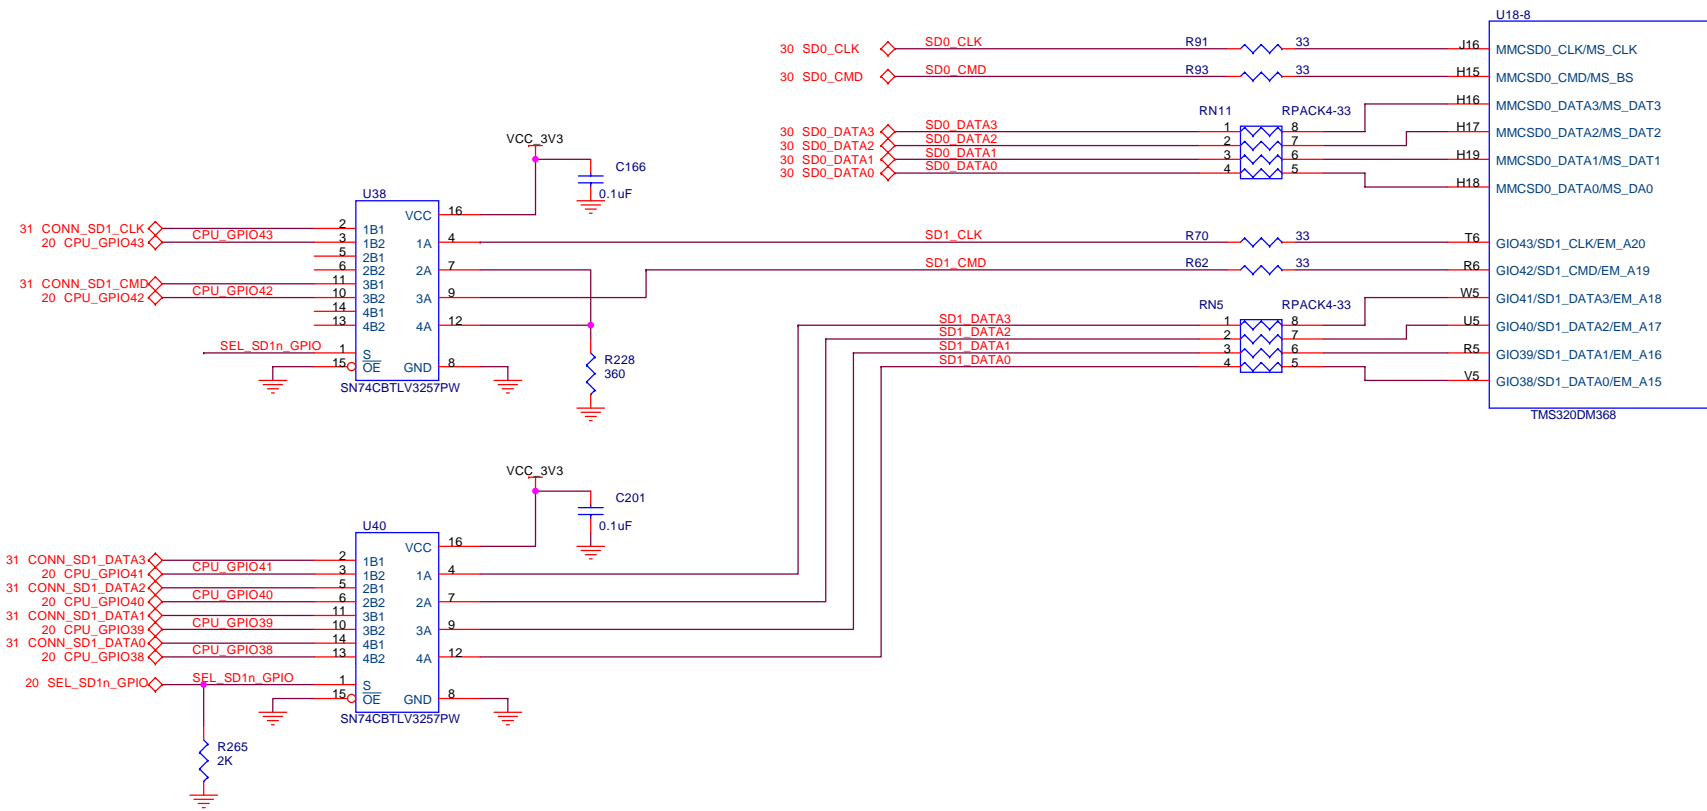 U18-8
30 SD0_CLK SD0_CLK R91 33 J16 MMCSD0_CLK/MS_CLK
30 SD0_CMD SD0_CMD R93 33 H15 MMCSD0_CMD/MS_BS
H16 MMCSD0_DATA3/MS_DAT3
RN11 RPACK4-33
30 SD0_DATA3 SD0_DATA3 1 8
H17 MMCSD0_DATA2/MS_DAT2
30 SD0_DATA2 SD0_DATA2 2 7
30 SD0_DATA1 SD0_DATA1 3 6 H19 MMCSD0_DATA1/MS_DAT1
30 SD0_DATA0 SD0_DATA0 4 5
H18 MMCSD0_DATA0/MS_DA0
VCC_3V3
C166
0.1uF
U38
VCC 16
31 CONN_SD1_CLK 2 1B1
20 CPU_GPIO43 CPU_GPIO43 3 1B2 1A 4 SD1_CLK R70 33 T6 GIO43/SD1_CLK/EM_A20
5 2B1
6 2B2 2A 7 SD1_CMD R62 33 R6 GIO42/SD1_CMD/EM_A19
31 CONN_SD1_CMD 11 3B1
20 CPU_GPIO42 CPU_GPIO42 10 3B2 3A 9 W5 GIO41/SD1_DATA3/EM_A18
RN5 RPACK4-33
14 4B1
13 4B2 4A 12 SD1_DATA3 1 8 U5 GIO40/SD1_DATA2/EM_A17
SD1_DATA2 2 7
SEL_SD1n_GPIO 1 S SD1_DATA1 3 6 R5 GIO39/SD1_DATA1/EM_A16
15 OE GND 8 SD1_DATA0 4 5
R228
360
V5 GIO38/SD1_DATA0/EM_A15
SN74CBTLV3257PW
TMS320DM368
VCC_3V3
C201
0.1uF
U40
VCC 16
31 CONN_SD1_DATA3 2 1B1
20 CPU_GPIO41 CPU_GPIO41 3 1B2 1A 4
31 CONN_SD1_DATA2 5 2B1
20 CPU_GPIO40 CPU_GPIO40 6 2B2 2A 7
31 CONN_SD1_DATA1 11 3B1
20 CPU_GPIO39 CPU_GPIO39 10 3B2 3A 9
31 CONN_SD1_DATA0 14 4B1
20 CPU_GPIO38 CPU_GPIO38 13 4B2 4A 12
20 SEL_SD1n_GPIO SEL_SD1n_GPIO 1 S
15 OE GND 8
SN74CBTLV3257PW
R265
2K